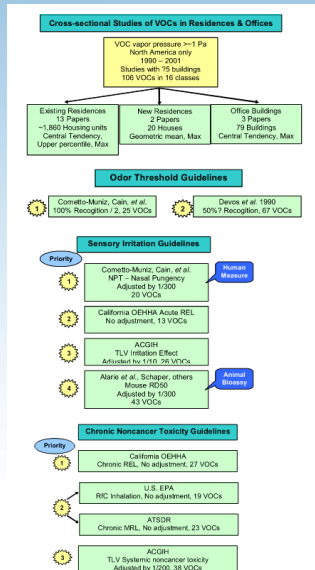 Cross-sectional Studies of VOCs in Residences & Offices
VOC vapor pressure >~1 Pa
North America only
1990 – 2001
Studies with ?5 buildings
106 VOCs in 16 classes
Existing Residences
13 Papers
~1,860 Housing units
Central Tendency,
Upper percentile, Max
New Residences
2 Papers
20 Houses
Geometric mean, Max
Office Buildings
3 Papers
79 Buildings
Central Tendency, Max
Odor Threshold Guidelines
1
Cometto-Muniz, Cain, et al.
100% Recogition / 2, 25 VOCs
2
Devos et al. 1990
50%? Recogition, 67 VOCs
Sensory Irritation Guidelines
Priority
1
Cometto-Muniz, Cain, et al.
NPT – Nasal Pungency
Adjusted by 1/300
20 VOCs
Human
Measure
2
California OEHHA Acute REL
No adjustment, 13 VOCs
3
ACGIH
TLV Irritation Effect
Adjusted by 1/10, 26 VOCs
4
Alarie et al., Schaper, others
Mouse RD50
Adjusted by 1/300
43 VOCs
Animal
Bioassy
Chronic Noncancer Toxicity Guidelines
Priority
1
California OEHHA
Chronic REL, No adjustment, 27 VOCs
2
U.S. EPA
RfC Inhalation, No adjustment, 19 VOCs
ATSDR
Chronic MRL, No adjustment, 23 VOCs
3
ACGIH
TLV Systemic noncancer toxicity
Adjusted by 1/200, 38 VOCs